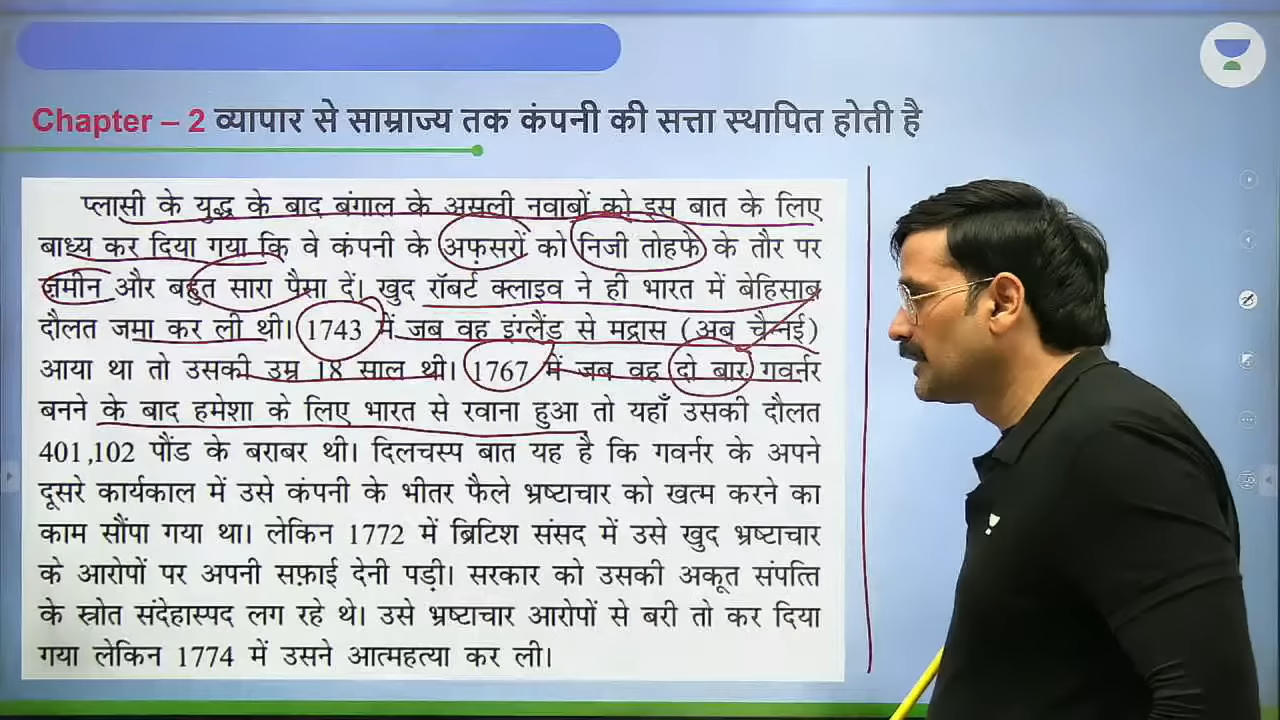 Chapter – 2 व्यापार से साम्राज्य तक कंपनी की सत्ता स्थापित होती है
प्लासी के युद्ध के बाद बंगाल के असली नवाबों को इस बात के लिए
बाध्य कर दिया गया कि वे कंपनी के अफ़सरों को निजी तोहफे के तौर पर
ज़मीन और बहुत सारा पैसा दें। खुद रॉबर्ट क्लाइव ने ही भारत में बेहिसाब
दौलत जमा कर ली थी। 1743 में जब वह इंग्लैंड से मद्रास (अब चैन्नई)
आया था तो उसकी उम्र 18 साल थी। 1767 में जब वह दो बार गवर्नर
बनने के बाद हमेशा के लिए भारत से रवाना हुआ तो यहाँ उसकी दौलत
401,102 पौंड के बराबर थी। दिलचस्प बात यह है कि गवर्नर के अपने
दूसरे कार्यकाल में उसे कंपनी के भीतर फैले भ्रष्टाचार को खत्म करने का
काम सौंपा गया था। लेकिन 1772 में ब्रिटिश संसद में उसे खुद भ्रष्टाचार
के आरोपों पर अपनी सफ़ाई देनी पड़ी। सरकार को उसकी अकूत संपत्ति
के स्रोत संदेहास्पद लग रहे थे। उसे भ्रष्टाचार आरोपों से बरी तो कर दिया
गया लेकिन 1774 में उसने आत्महत्या कर ली।